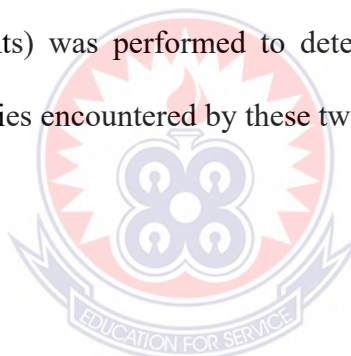 ts) was performed to dete
ies encountered by these tw
EDUCATION FOR SERVICE